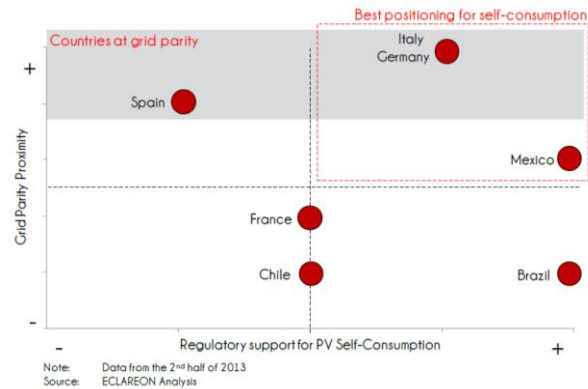 Best positioning for self-consumption
Countries at grid parity
Italy
Germany
+
Spain
Mexico
Grid Parity Proximity
France
Chile
Brazil
-
- Regulatory support for PV Self-Consumption +
Note: Data from the 2nd half of 2013
Source: ECLAREON Analysis